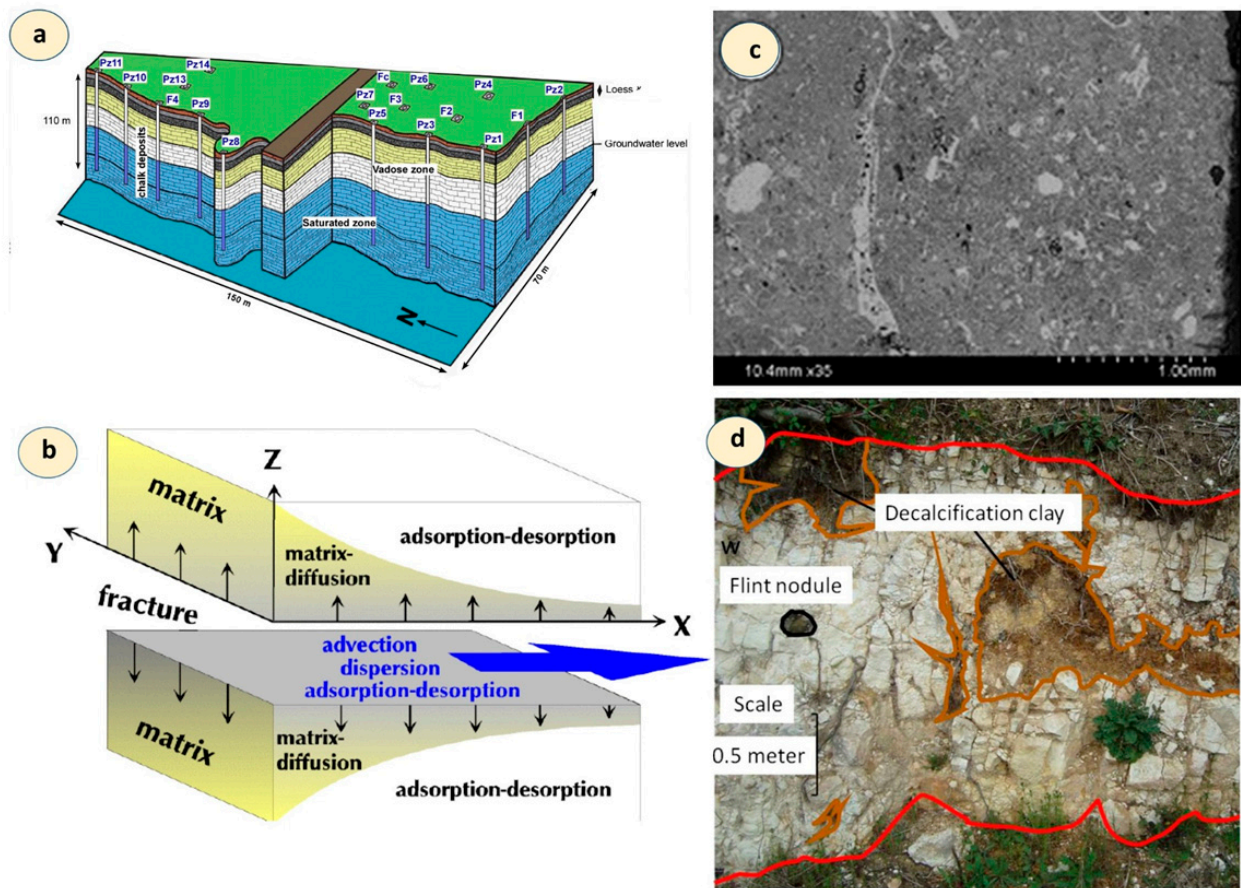 a
Pz11
Pz14
Pz10
Pz13
F4
Pz9
Pz8
Fc
Pz6
Pz4
Pz2
Pz7
F3
Pz5
F2
F1
Pz3
Pz1
Loess
110 m
chalk deposits
Groundwater level
Vadose zone
Saturated zone
150 m
70 m
N
b
Z
matrix
Y
matrix-
diffusion
adsorption-desorption
fracture
X
advection
dispersion
adsorption-desorption
matrix
matrix-
diffusion
adsorption-desorption
c
10.4mm x35
1.00mm
d
Decalcification clay
W
Flint nodule
Scale
0.5 meter